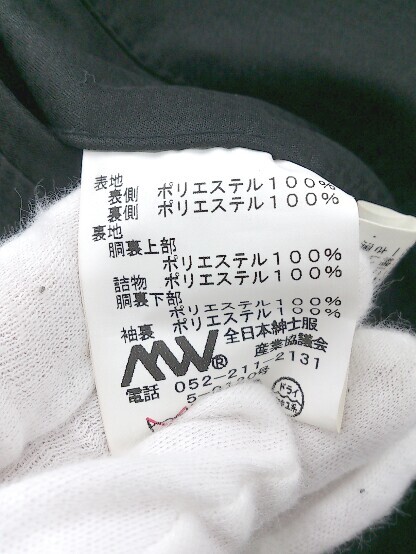 表地
表側 ポリエステル100%
裏側 ポリエステル100%
裏地
胴裏上部
ポリエステル100%
詰物 ポリエステル100%
胴裏下部
ポリエステル100%
袖裏 ポリエステル100%
MW® 全日本紳士服
産業協議会
電話 052-211-2131
ドライ